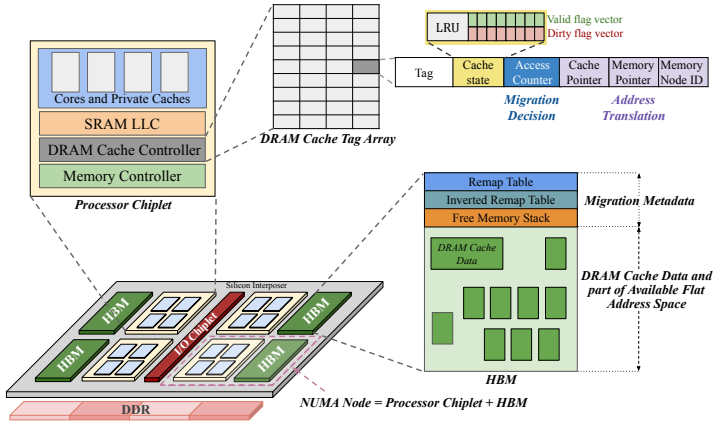 Valid flag vector
LRU
Dirty flag vector
Tag
Cache state
Access Counter
Cache Pointer
Memory Pointer
Memory Node ID
Migration Decision
Address Translation
Cores and Private Caches
SRAM LLC
DRAM Cache Controller
Memory Controller
Processor Chiplet
DRAM Cache Tag Array
Remap Table
Inverted Remap Table
Free Memory Stack
Migration Metadata
DRAM Cache Data
DRAM Cache Data and part of Available Flat Address Space
HBM
Silicon Interposer
HBM
HBM
I/O Chiplet
HBM
HBM
NUMA Node = Processor Chiplet + HBM
DDR